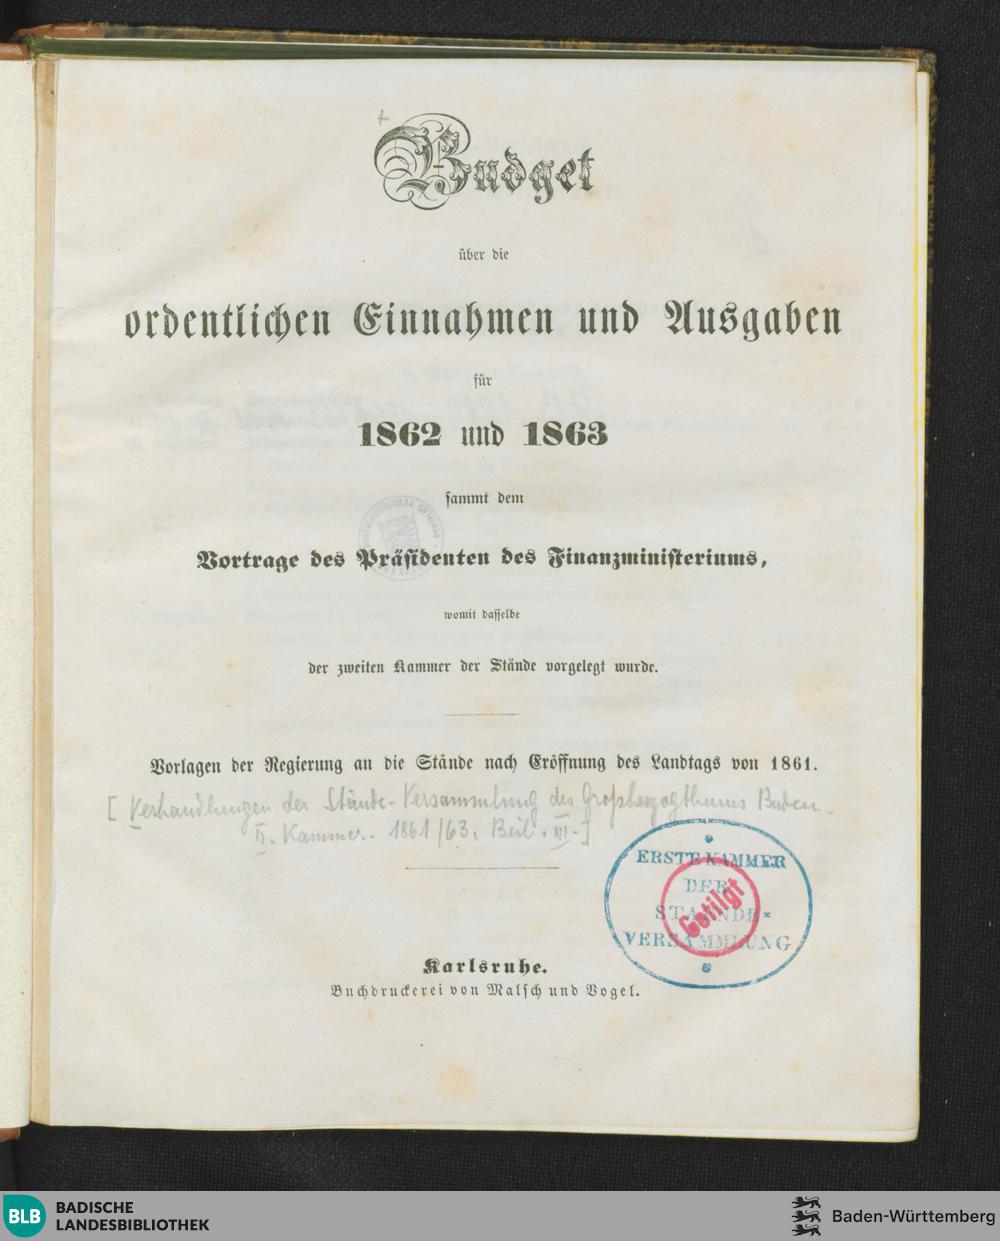 Budget
über die
ordentlichen Einnahmen und Ausgaben
für
1862 und 1863
sammt dem
Vortrage des Präsidenten des Finanzministeriums,
womit dasselbe
der zweiten Kammer der Stände vorgelegt wurde.
Vorlagen der Regierung an die Stände nach Eröffnung des Landtags von 1861.
[Verhandlungen der Stände-Versammlung des Großherzogthums Baden.
II. Kammer. 1861/63. Beil. III.]
ERSTE KAMMER
DER
STAENDE-
VERSAMMLUNG
Getilgt
Karlsruhe.
Buchdruckerei von Malsch und Vogel.
BLB BADISCHE
LANDESBIBLIOTHEK
Baden-Württemberg